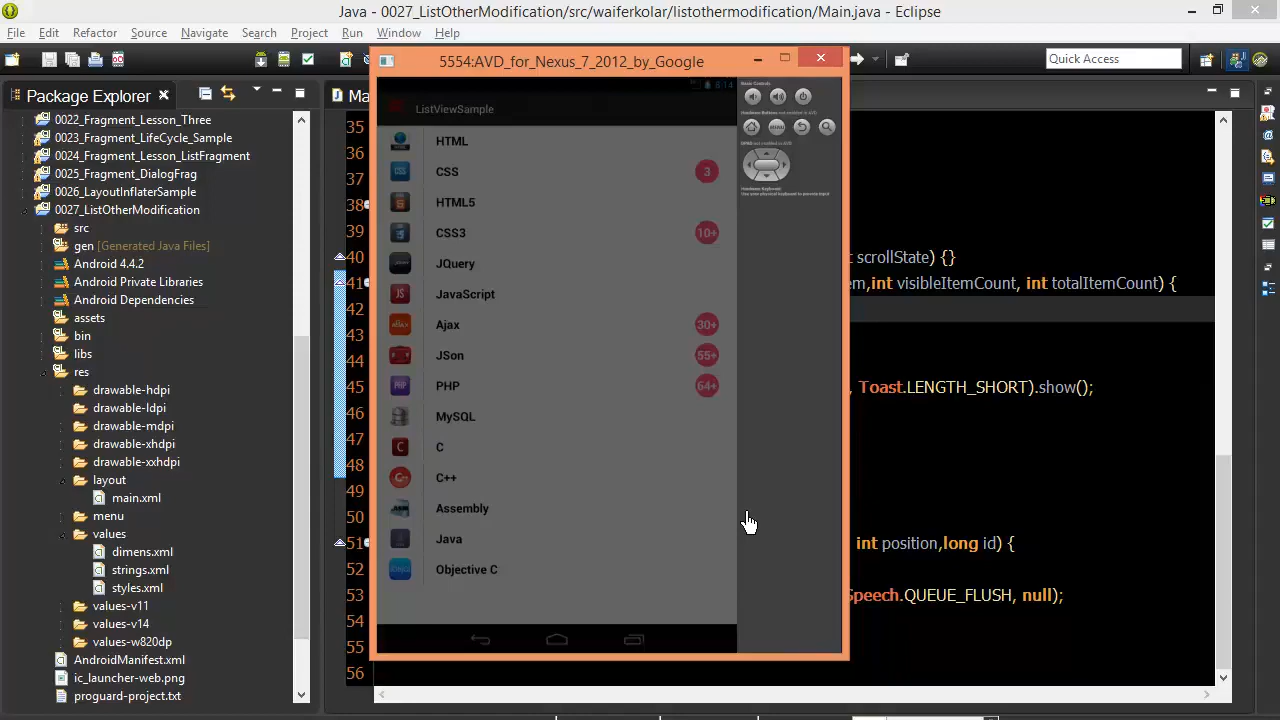 Java - 0027_ListOtherModification/src/waiferkolar/listothermodification/Main.java - Eclipse
File Edit Refactor Source Navigate Search Project Run Window Help
5554:AVD_for_Nexus_7_2012_by_Google
Quick Access
Package Explorer
0022_Fragment_Lesson_Three
0023_Fragment_LifeCycle_Sample
0024_Fragment_Lesson_ListFragment
0025_Fragment_DialogFrag
0026_LayoutInflaterSample
0027_ListOtherModification
src
gen [Generated Java Files]
Android 4.4.2
Android Private Libraries
Android Dependencies
assets
bin
libs
res
drawable-hdpi
drawable-ldpi
drawable-mdpi
drawable-xhdpi
drawable-xxhdpi
layout
main.xml
menu
values
dimens.xml
strings.xml
styles.xml
values-v11
values-v14
values-w820dp
AndroidManifest.xml
ic_launcher-web.png
proguard-project.txt
Ma
35
36
37
38
39
40
41
42
43
44
45
46
47
48
49
50
51
52
53
54
55
56
8:14
ListViewSample
HTML
CSS 3
HTML5
CSS3 10+
JQuery
JavaScript
Ajax 30+
JSon 55+
PHP 64+
MySQL
C
C++
Assembly
Java
Objective C
Basic Controls
MENU
t scrollState) {}
em,int visibleItemCount, int totalItemCount) {
, Toast.LENGTH_SHORT).show();
int position,long id) {
Speech.QUEUE_FLUSH, null);